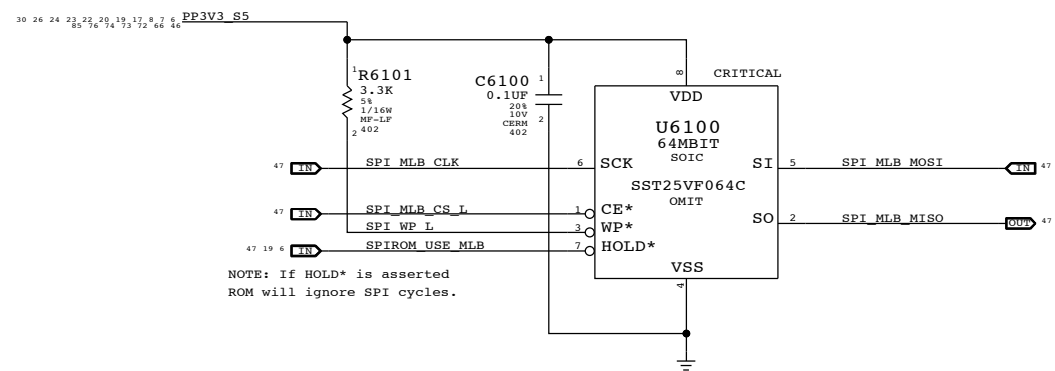 30 26 24 23 22 20 19 17 8 7 6 PP3V3_S5
85 76 74 73 72 66 46
1 R6101
3.3K
5%
1/16W
MF-LF
402
2
C6100 1
0.1UF
20%
10V
CERM
402
2
8 CRITICAL
VDD
U6100
64MBIT
SOIC
SST25VF064C
OMIT
47 IN SPI_MLB_CLK 6 SCK
SI 5 SPI_MLB_MOSI IN 47
47 IN SPI_MLB_CS_L 1 CE*
SPI_WP_L 3 WP*
SO 2 SPI_MLB_MISO OUT 47
47 19 6 IN SPIROM_USE_MLB 7 HOLD*
VSS
4
NOTE: If HOLD* is asserted
ROM will ignore SPI cycles.